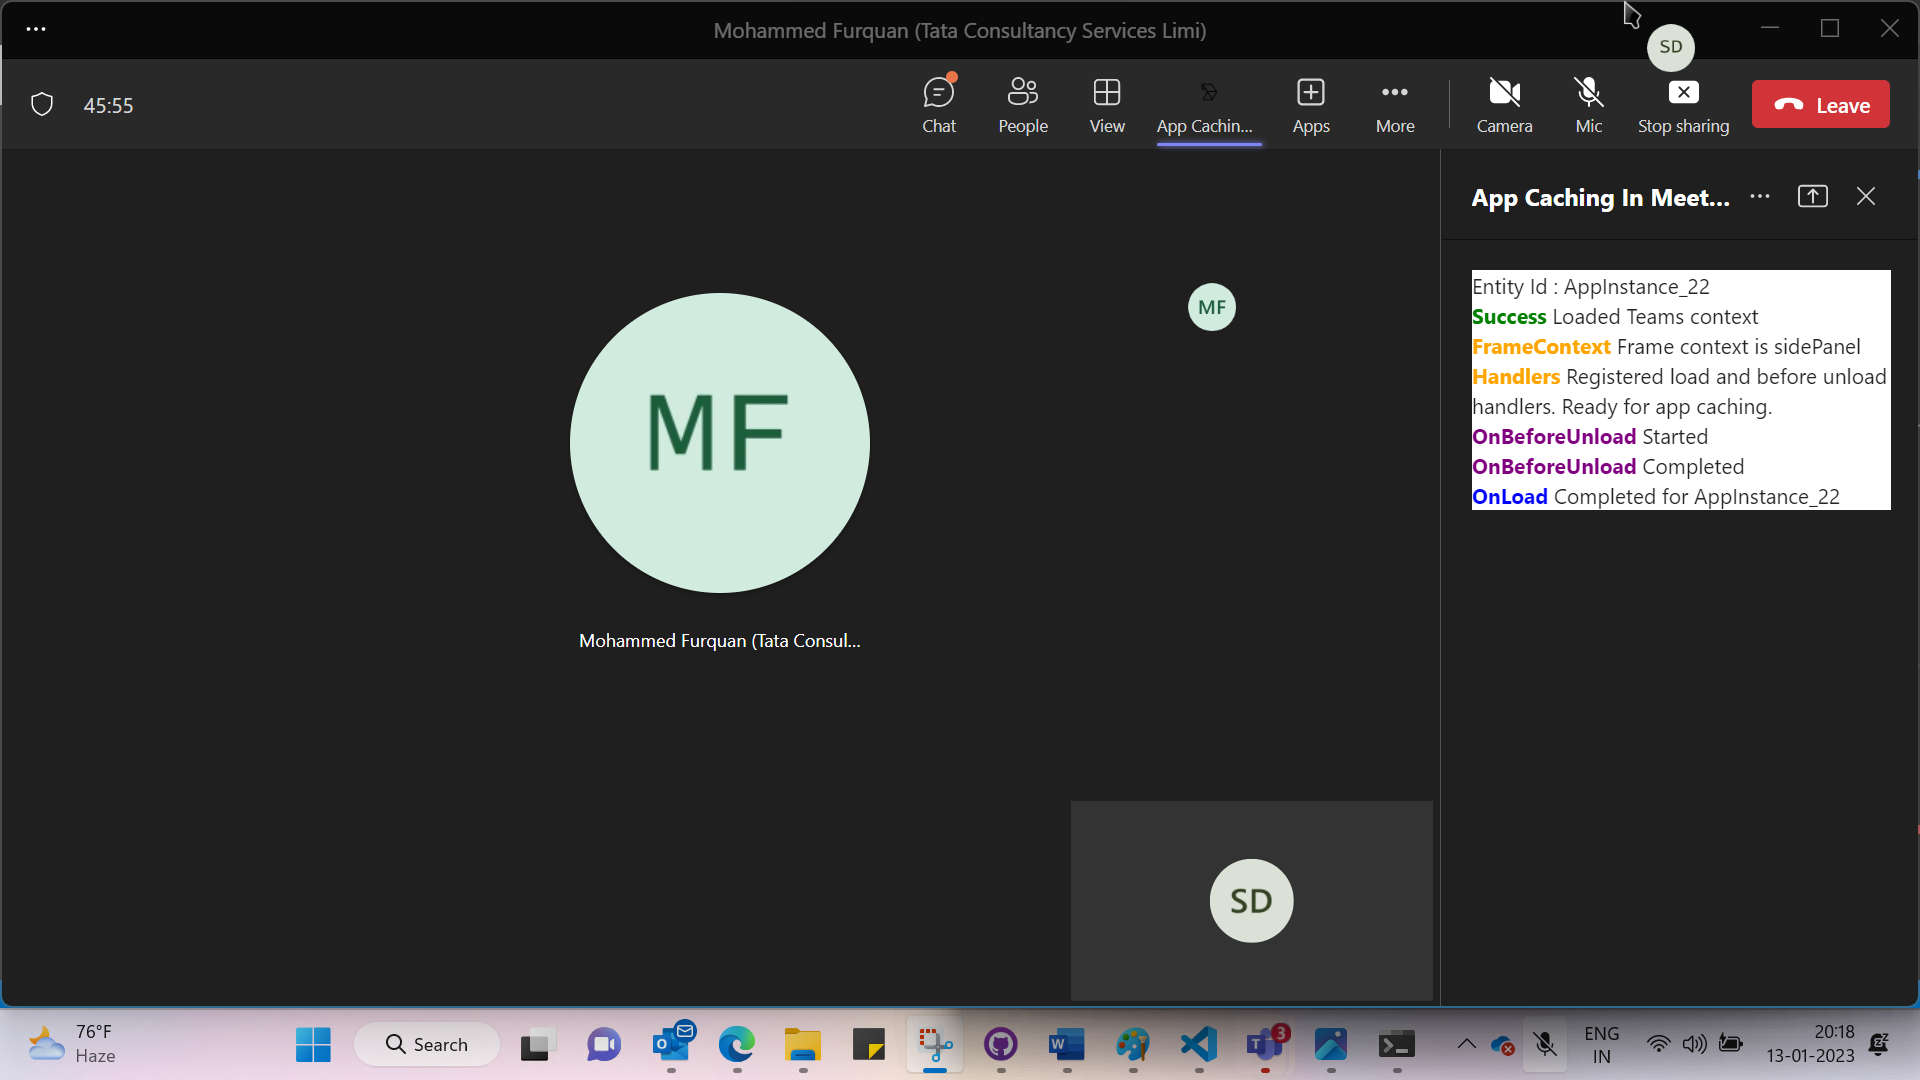 Mohammed Furquan (Tata Consultancy Services Limi)
SD
45:55
Chat
People
View
App Cachin...
Apps
More
Camera
Mic
Stop sharing
Leave
App Caching In Meet...
Entity Id : AppInstance_22
Success Loaded Teams context
FrameContext Frame context is sidePanel
Handlers Registered load and before unload
handlers. Ready for app caching.
OnBeforeUnload Started
OnBeforeUnload Completed
OnLoad Completed for AppInstance_22
MF
MF
Mohammed Furquan (Tata Consul...
SD
76°F
Haze
Search
3
ENG
IN
20:18
13-01-2023